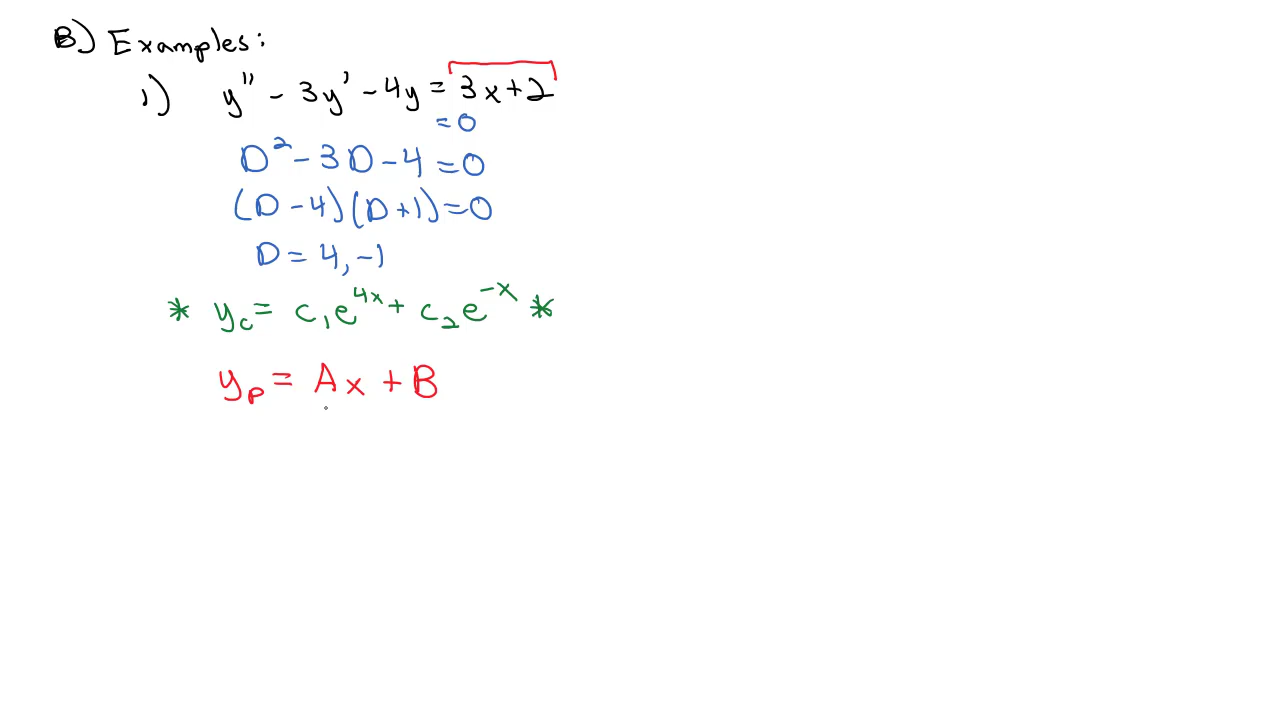 B) Examples:
1) y'' - 3y' - 4y = 3x+2
= 0
D² - 3D - 4 = 0
(D - 4)(D + 1) = 0
D = 4, -1
* y_c = c₁e^{4x} + c₂e^{-x} *
y_p = Ax + B